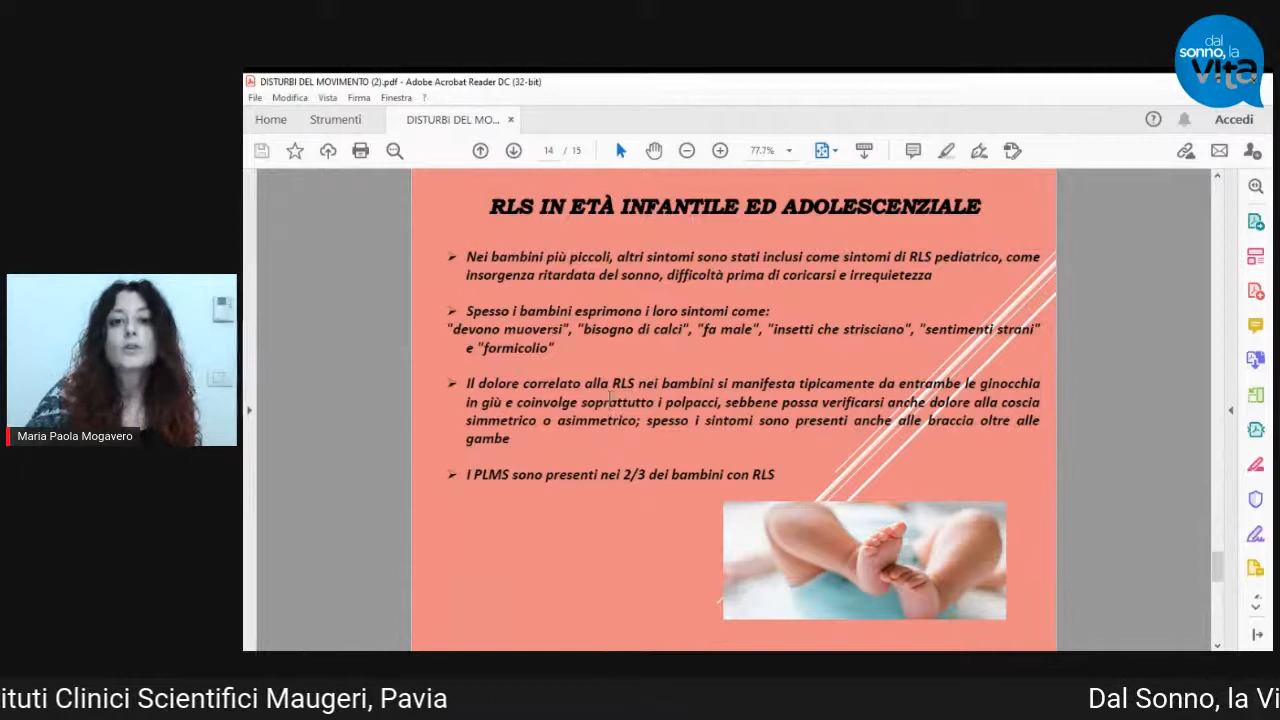 dal
sonno, la
vita
DISTURBI DEL MOVIMENTO (2).pdf - Adobe Acrobat Reader DC (32-bit)
File Modifica Vista Firma Finestra ?
Home Strumenti DISTURBI DEL MO... × Accedi
14 / 15 77.7%
RLS IN ETÀ INFANTILE ED ADOLESCENZIALE
➢ Nei bambini più piccoli, altri sintomi sono stati inclusi come sintomi di RLS pediatrico, come
insorgenza ritardata del sonno, difficoltà prima di coricarsi e irrequietezza
➢ Spesso i bambini esprimono i loro sintomi come:
"devono muoversi", "bisogno di calci", "fa male", "insetti che strisciano", "sentimenti strani"
e "formicolio"
➢ Il dolore correlato alla RLS nei bambini si manifesta tipicamente da entrambe le ginocchia
in giù e coinvolge soprattutto i polpacci, sebbene possa verificarsi anche dolore alla coscia
simmetrico o asimmetrico; spesso i sintomi sono presenti anche alle braccia oltre alle
gambe
➢ I PLMS sono presenti nei 2/3 dei bambini con RLS
Maria Paola Mogavero
ituti Clinici Scientifici Maugeri, Pavia
Dal Sonno, la Vi